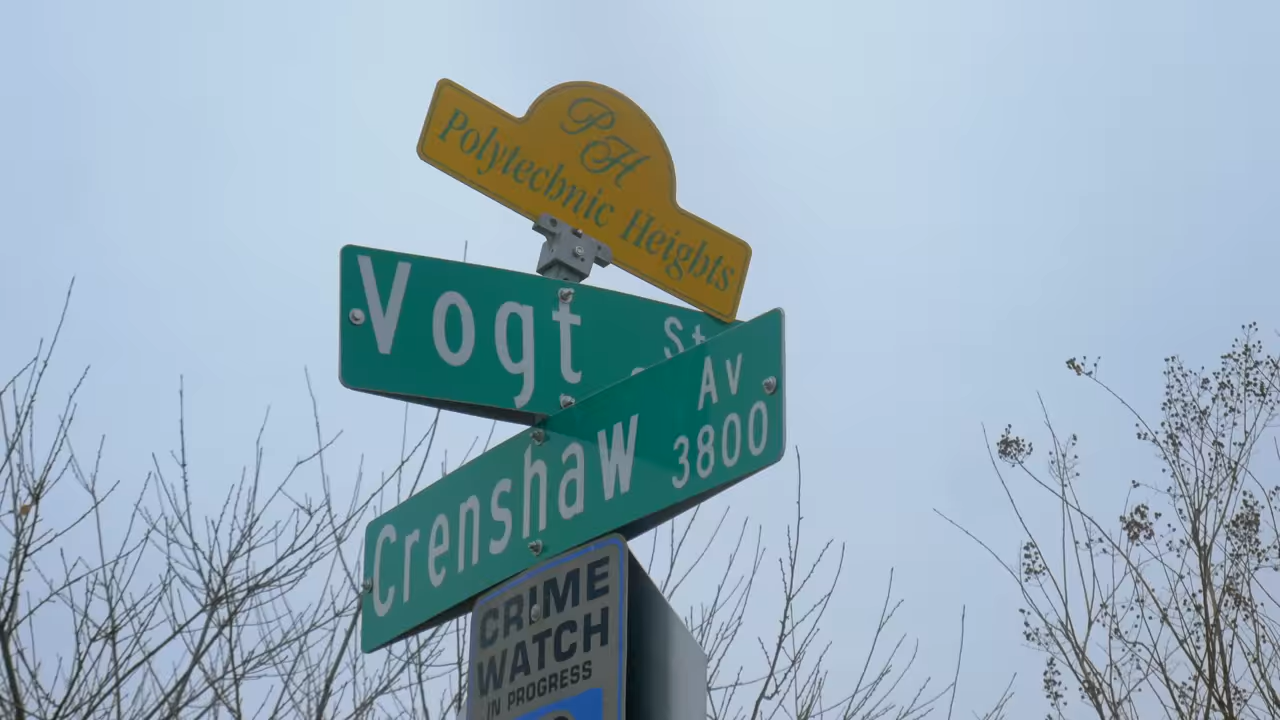 PH
Polytechnic Heights
Vogt St
Crenshaw Av
3800
CRIME
WATCH
IN PROGRESS